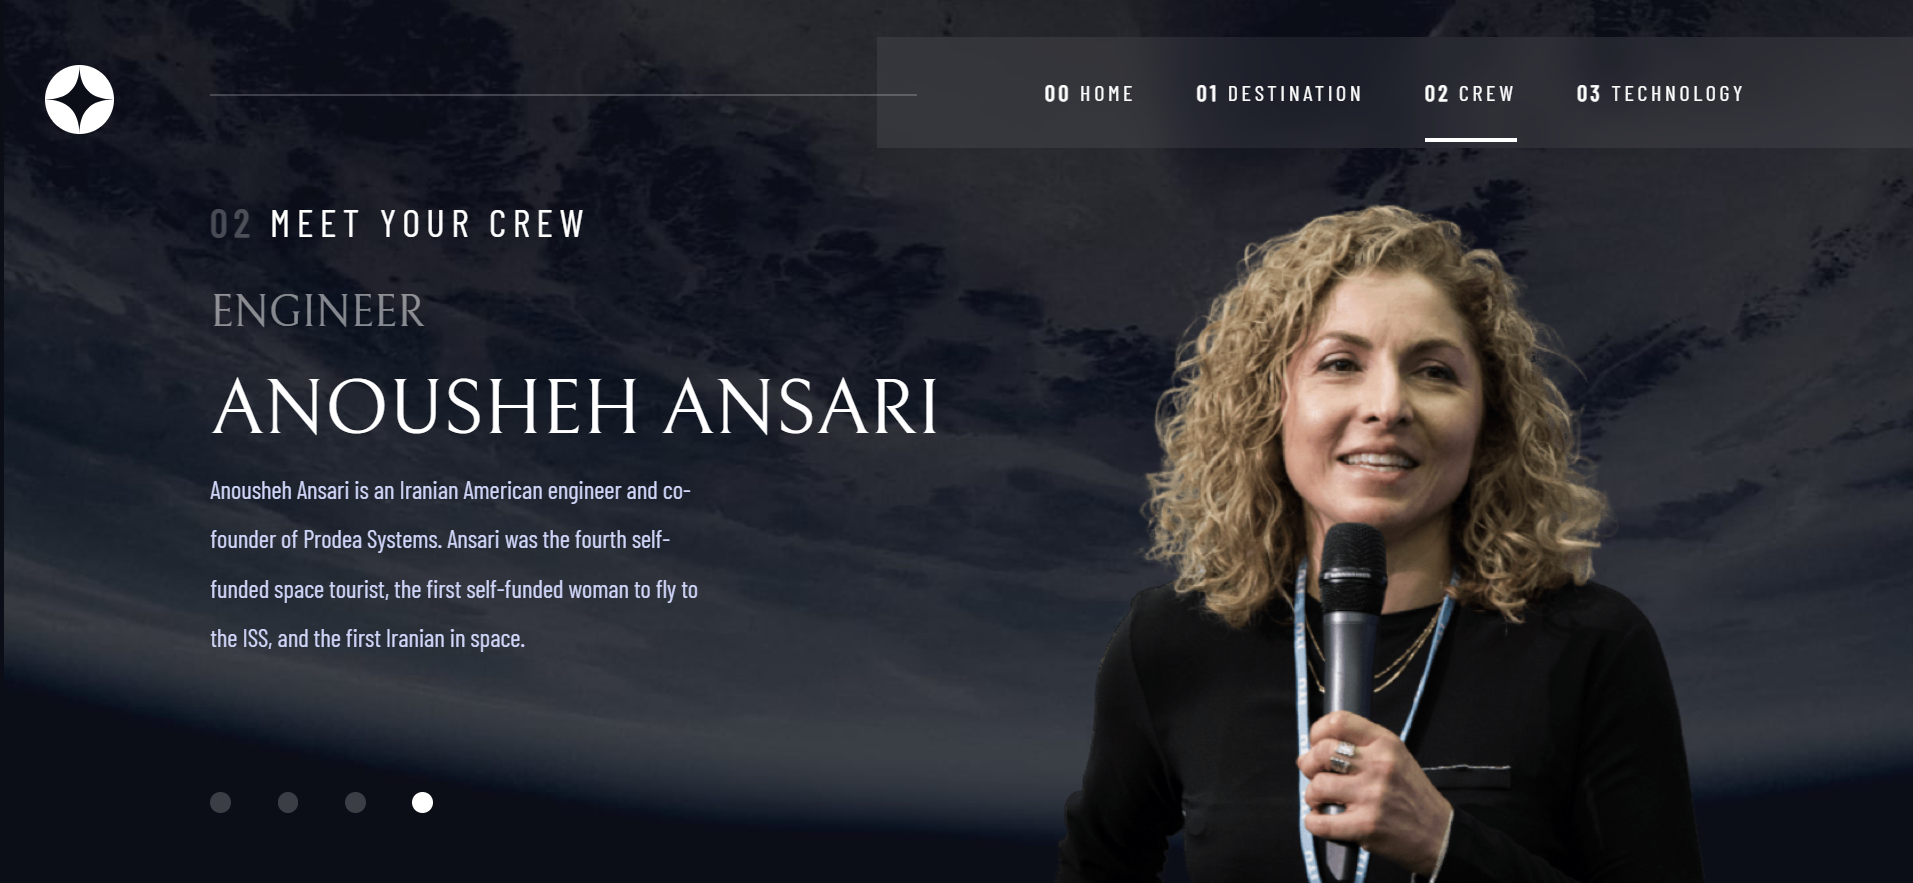 00 HOME
01 DESTINATION
02 CREW
03 TECHNOLOGY
02 MEET YOUR CREW
ENGINEER
ANOUSHEH ANSARI
Anousheh Ansari is an Iranian American engineer and co-
founder of Prodea Systems. Ansari was the fourth self-
funded space tourist, the first self-funded woman to fly to
the ISS, and the first Iranian in space.